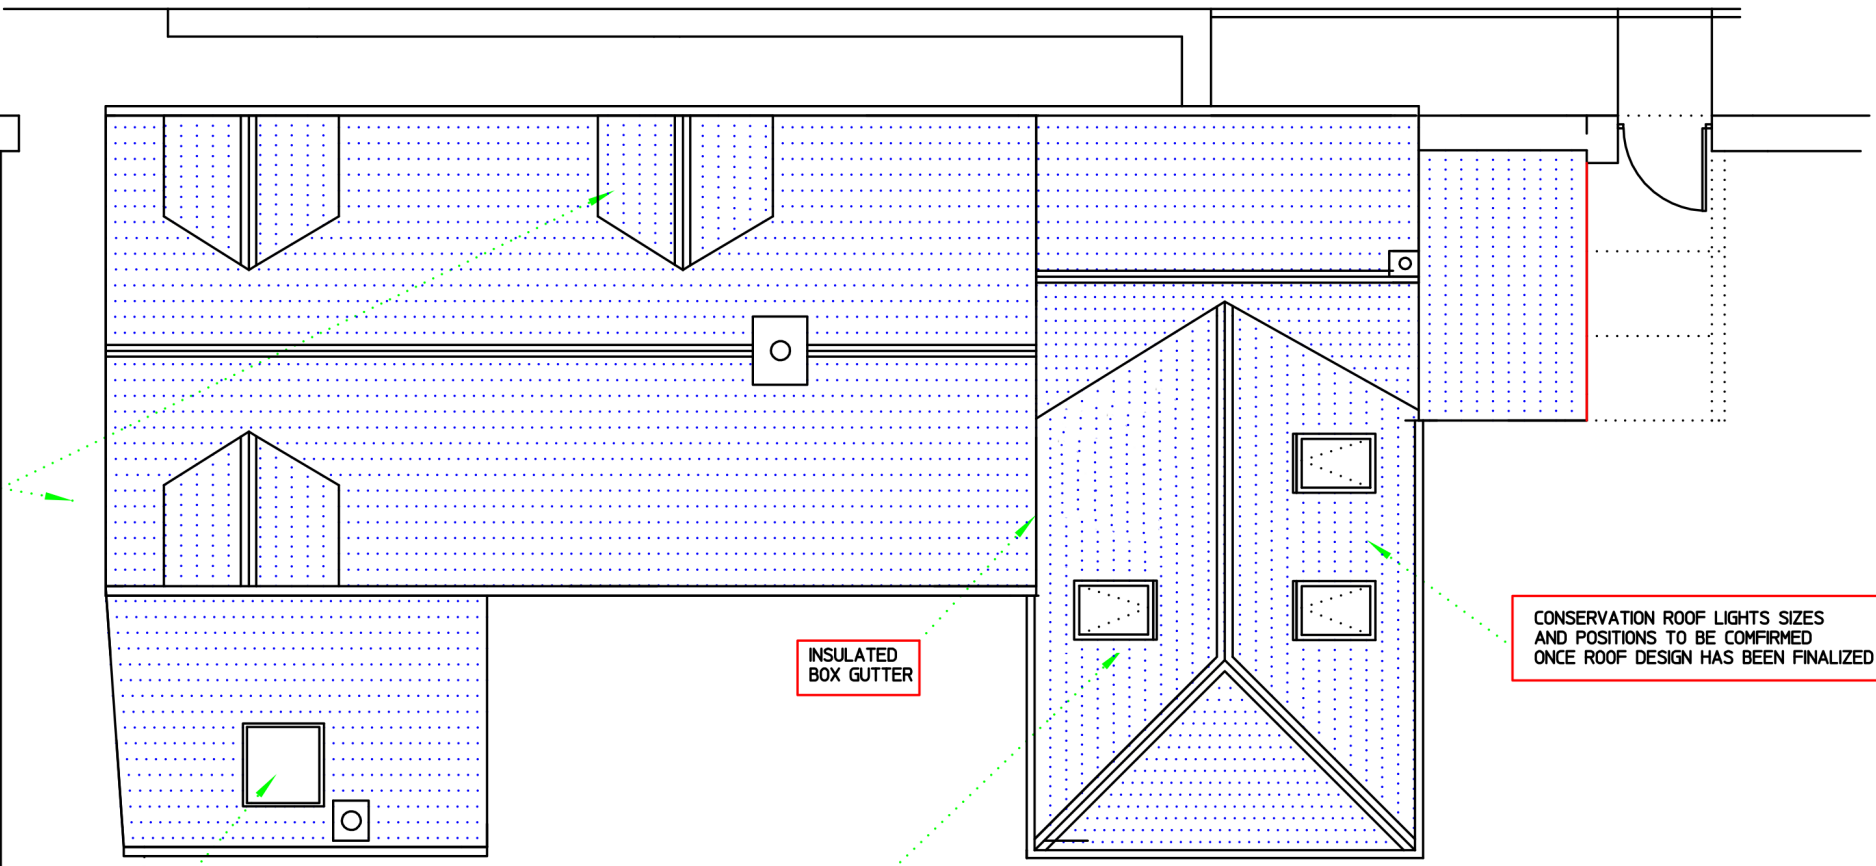 INSULATED
BOX GUTTER
CONSERVATION ROOF LIGHTS SIZES
AND POSITIONS TO BE COMFIRMED
ONCE ROOF DESIGN HAS BEEN FINALIZED